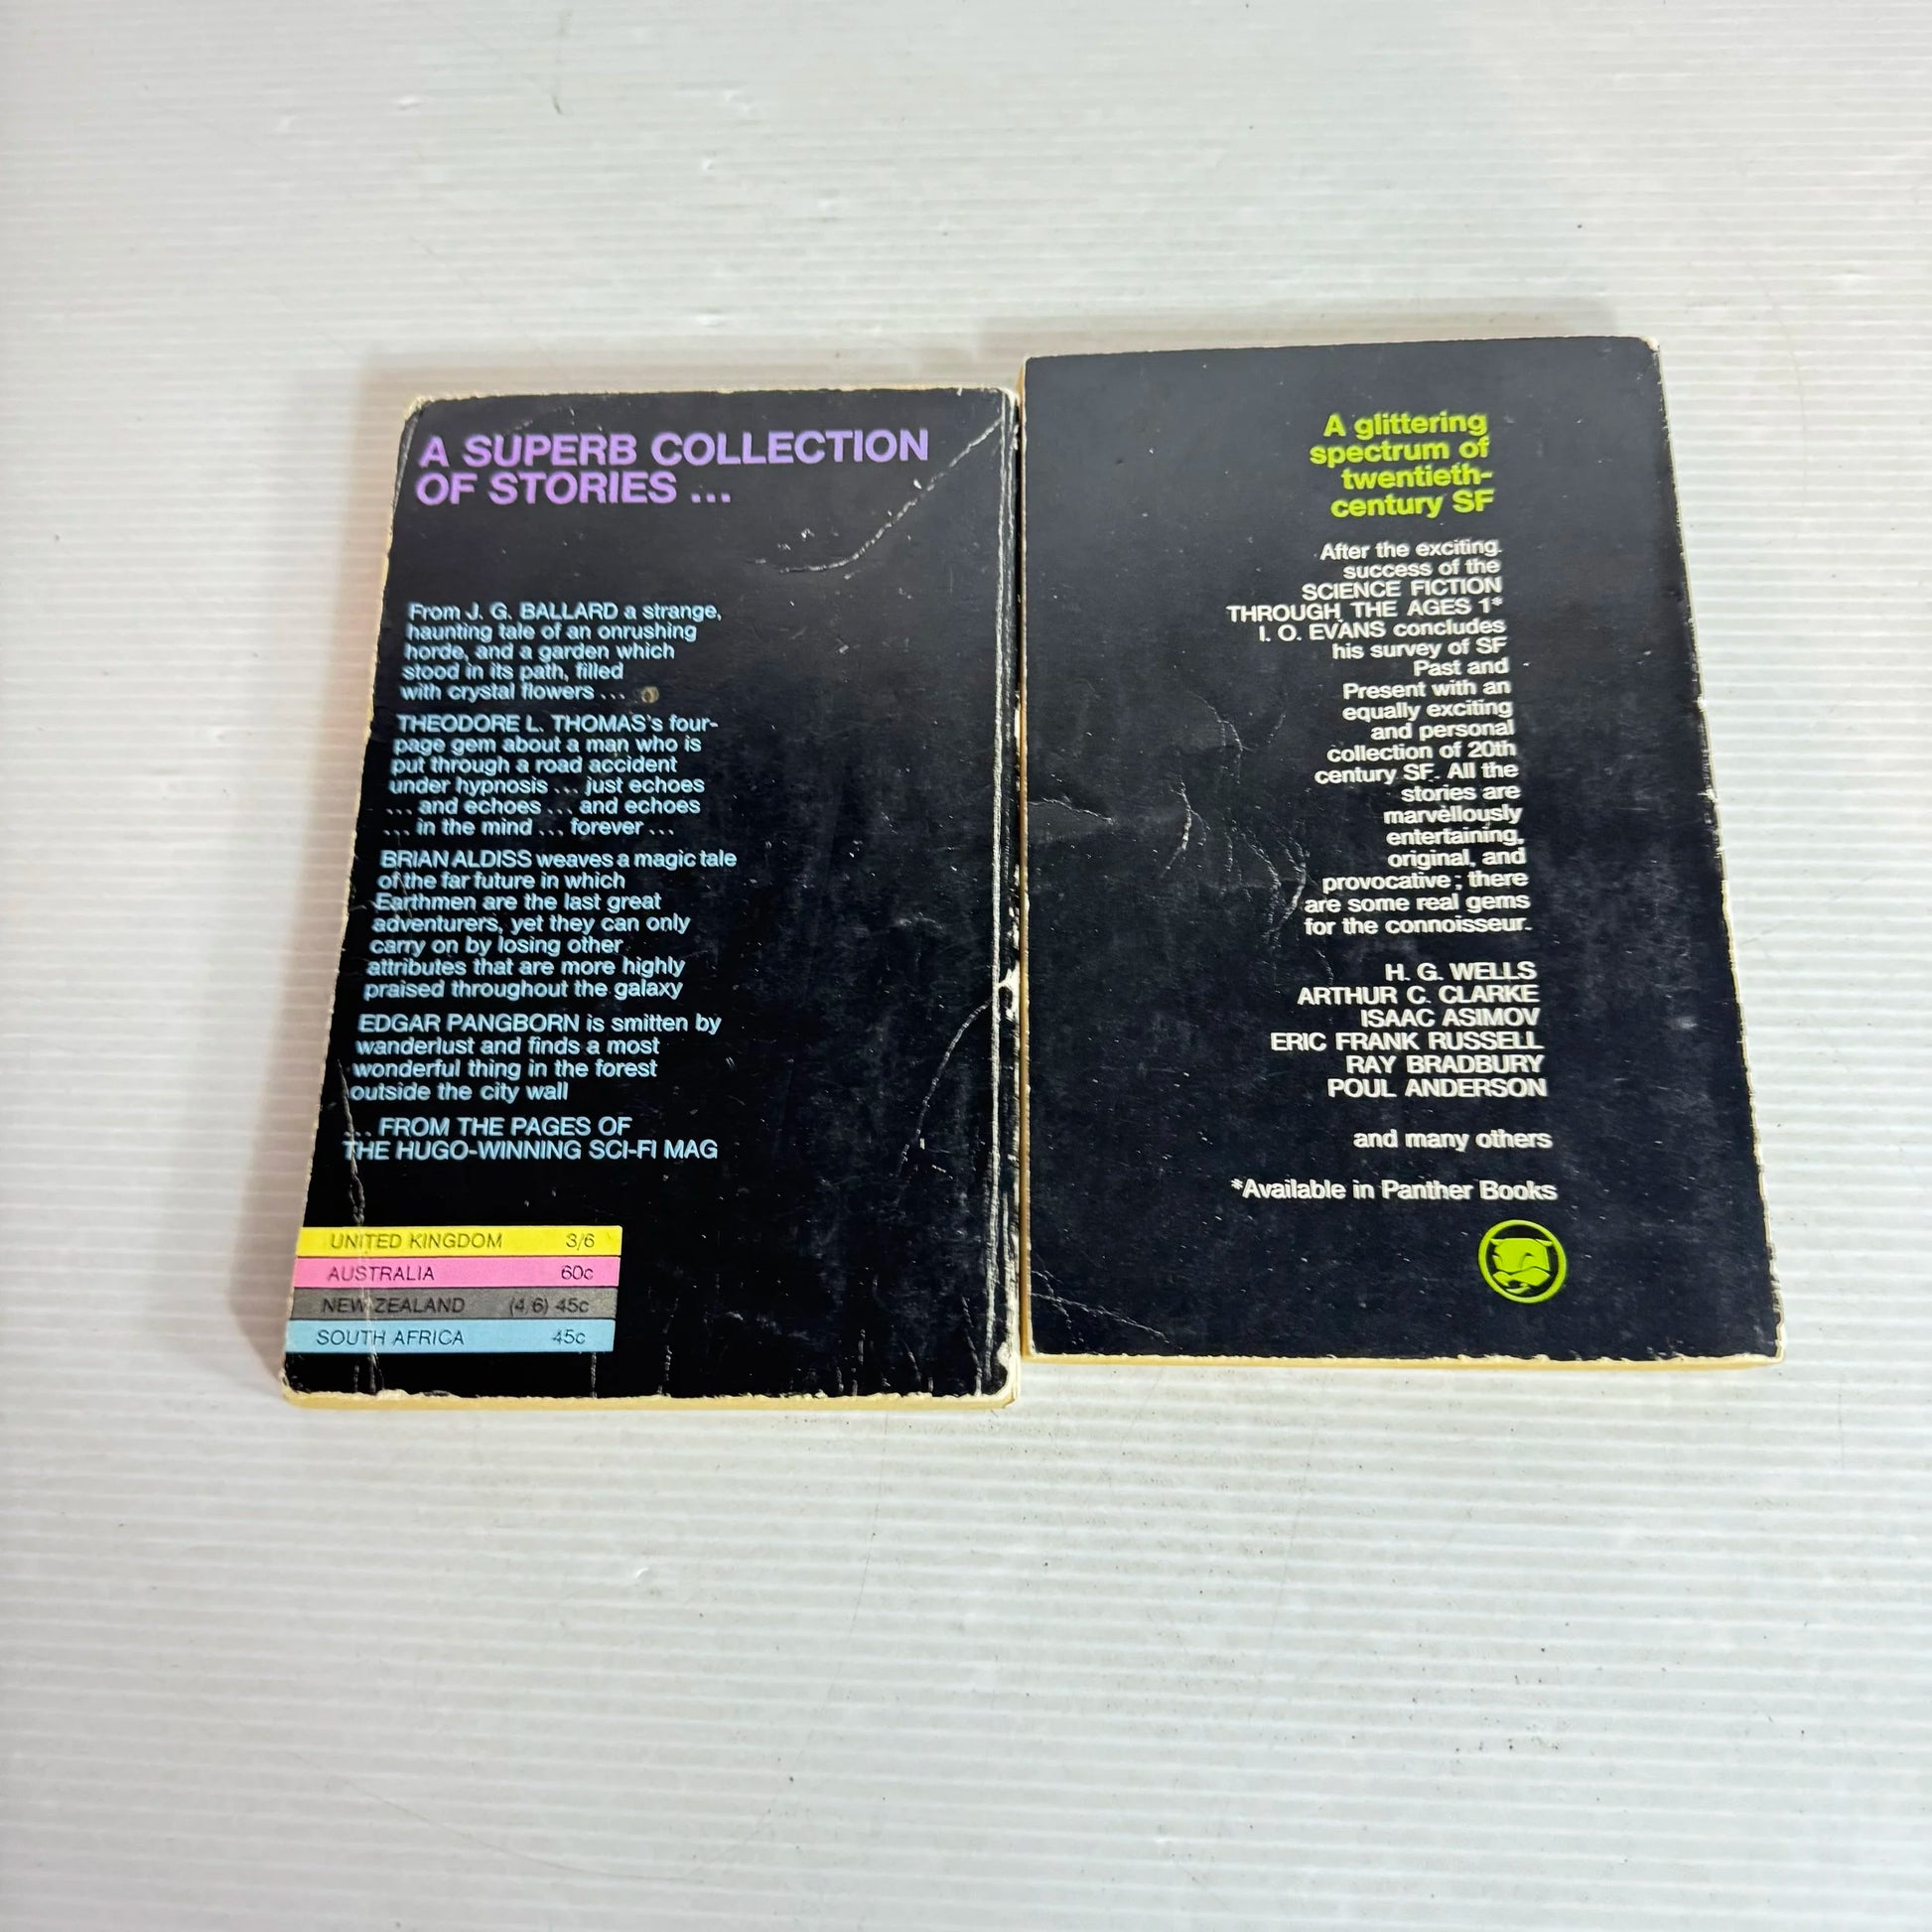 A SUPERB COLLECTION
OF STORIES ...
From J. G. BALLARD a strange,
haunting tale of an onrushing
horde, and a garden which
stood in its path, filled
with crystal flowers ...
THEODORE L. THOMAS's four-
page gem about a man who is
put through a road accident
under hypnosis ... just echoes
... and echoes ... and echoes
... in the mind ... forever ...
BRIAN ALDISS weaves a magic tale
of the far future in which
Earthmen are the last great
adventurers, yet they can only
carry on by losing other
attributes that are more highly
praised throughout the galaxy
EDGAR PANGBORN is smitten by
wanderlust and finds a most
wonderful thing in the forest
outside the city wall
... FROM THE PAGES OF
THE HUGO-WINNING SCI-FI MAG
UNITED KINGDOM 3/6
AUSTRALIA 60c
NEW ZEALAND (4/6) 45c
SOUTH AFRICA 45c
A glittering
spectrum of
twentieth-
century SF
After the exciting
success of the
SCIENCE FICTION
THROUGH THE AGES 1*
I. O. EVANS concludes
his survey of SF
Past and
Present with an
equally exciting
and personal
collection of 20th
century SF. All the
stories are
marvellously
entertaining,
original, and
provocative; there
are some real gems
for the connoisseur.
H. G. WELLS
ARTHUR C. CLARKE
ISAAC ASIMOV
ERIC FRANK RUSSELL
RAY BRADBURY
POUL ANDERSON
and many others
*Available in Panther Books